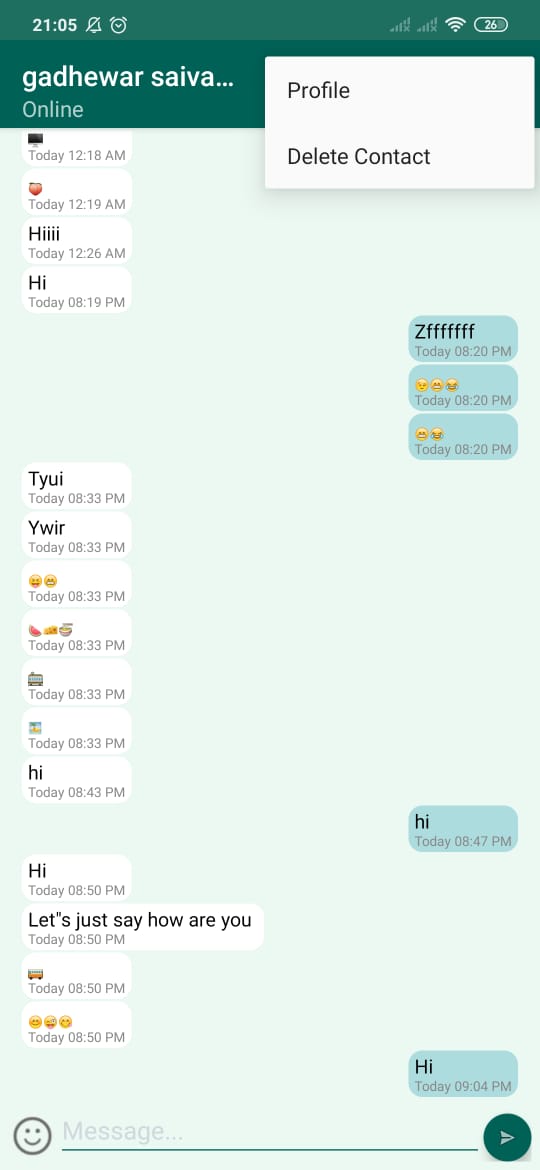 21:05
26
gadhewar saiva...
Online
Profile
Delete Contact
Today 12:18 AM
🍑
Today 12:19 AM
Hiiii
Today 12:26 AM
Hi
Today 08:19 PM
Zfffffff
Today 08:20 PM
😏😁😂
Today 08:20 PM
😁😂
Today 08:20 PM
Tyui
Today 08:33 PM
Ywir
Today 08:33 PM
😝😁
Today 08:33 PM
🍉🧀🍜
Today 08:33 PM
Today 08:33 PM
Today 08:33 PM
hi
Today 08:43 PM
hi
Today 08:47 PM
Hi
Today 08:50 PM
Let"s just say how are you
Today 08:50 PM
Today 08:50 PM
😊😜😋
Today 08:50 PM
Hi
Today 09:04 PM
Message...